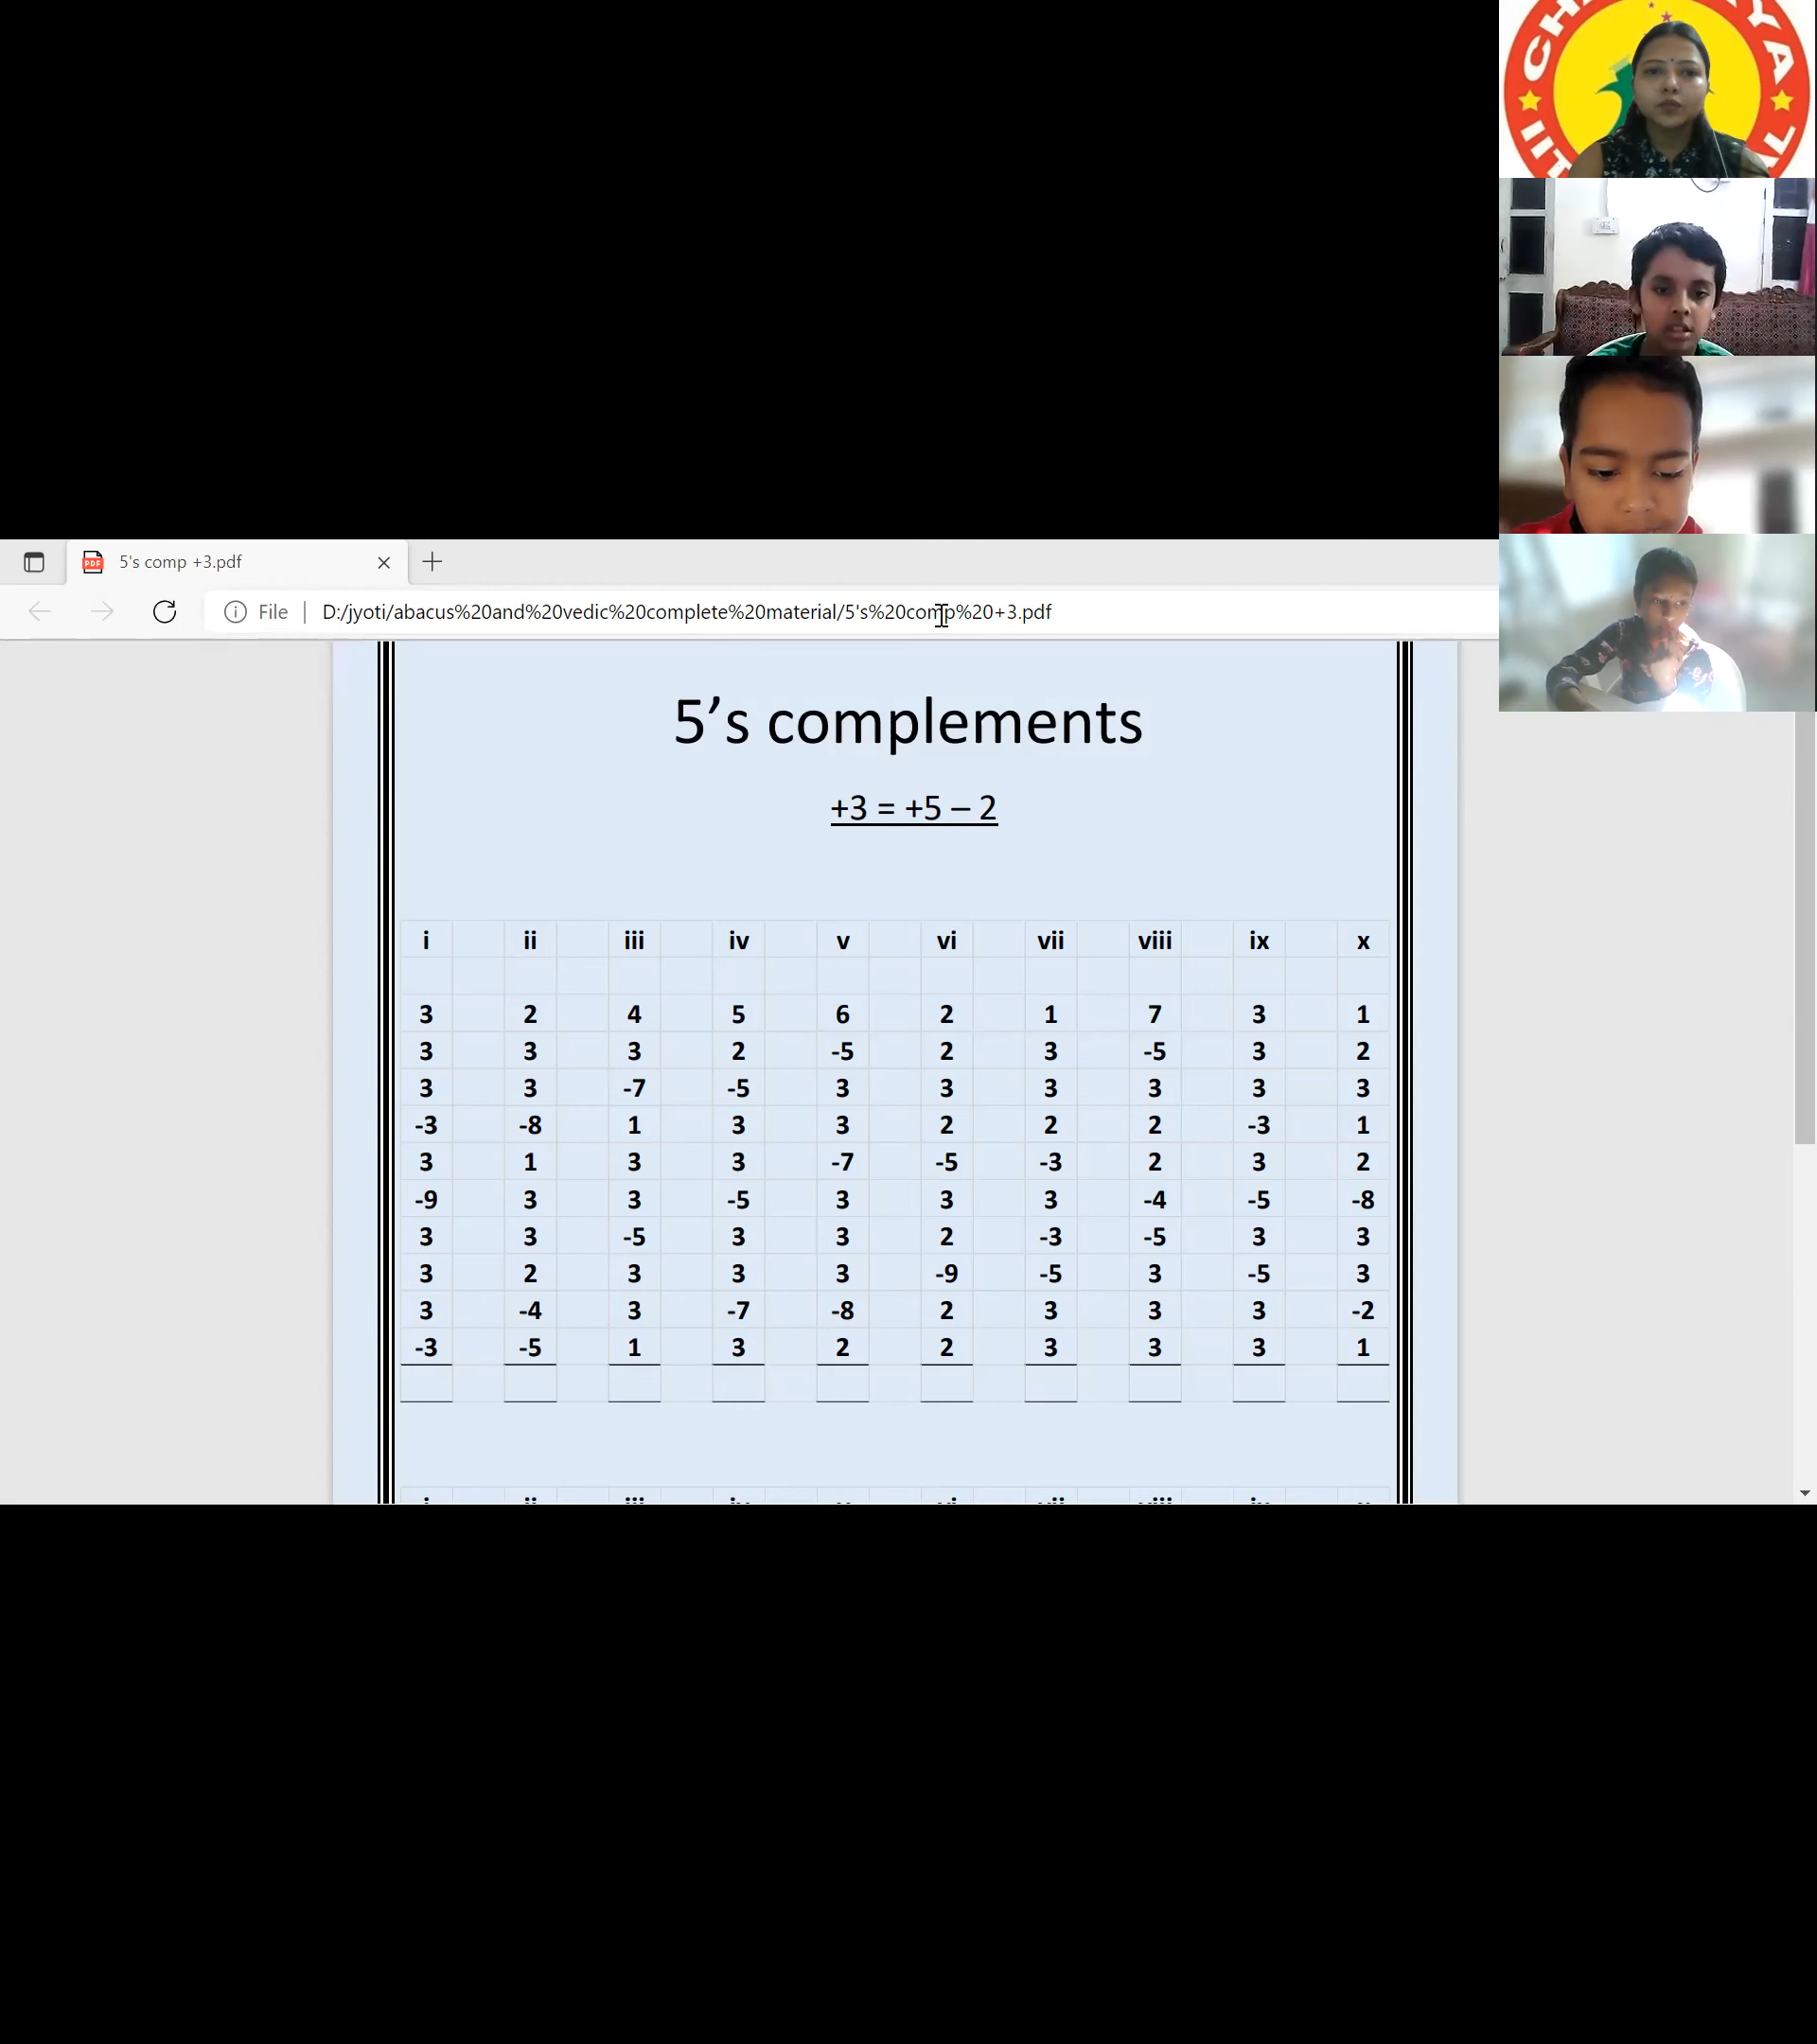 5's comp +3.pdf
File D:/jyoti/abacus%20and%20vedic%20complete%20material/5's%20comp%20+3.pdf
5’s complements
+3 = +5 – 2
i ii iii iv v vi vii viii ix x
3 2 4 5 6 2 1 7 3 1
3 3 3 2 -5 2 3 -5 3 2
3 3 -7 -5 3 3 3 3 3 3
-3 -8 1 3 3 2 2 2 -3 1
3 1 3 3 -7 -5 -3 2 3 2
-9 3 3 -5 3 3 3 -4 -5 -8
3 3 -5 3 3 2 -3 -5 3 3
3 2 3 3 3 -9 -5 3 -5 3
3 -4 3 -7 -8 2 3 3 3 -2
-3 -5 1 3 2 2 3 3 3 1